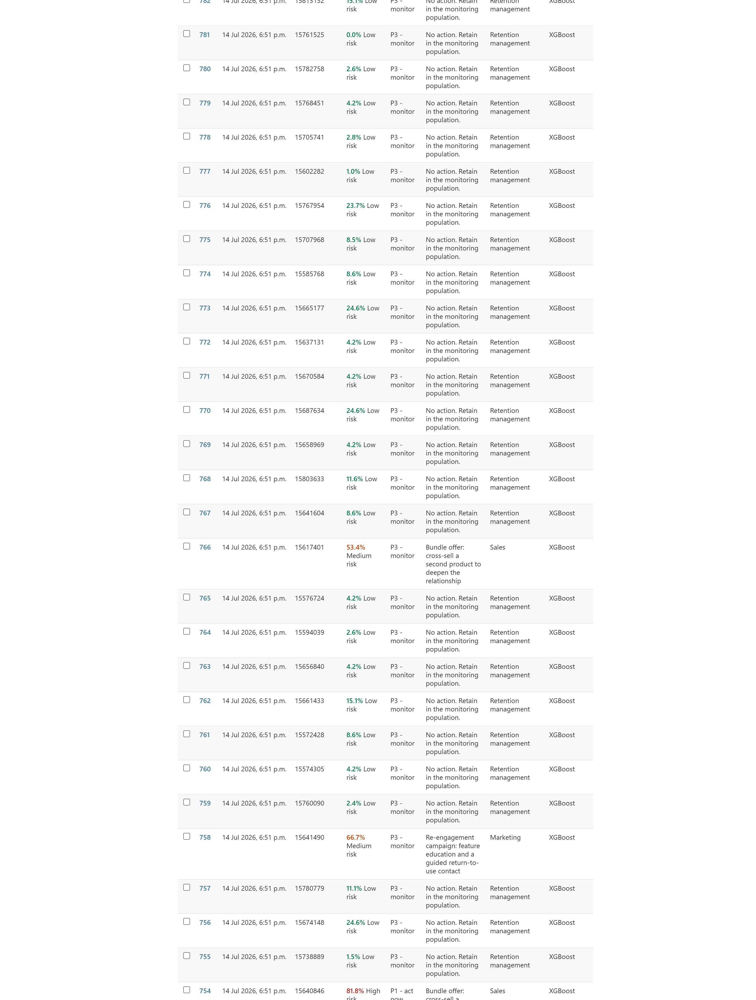 782 14 Jul 2026, 6:51 p.m. 15813132 15.1% Low P3 - No action. Retain Retention XGBoost
risk monitor in the monitoring management
population.
781 14 Jul 2026, 6:51 p.m. 15761525 0.0% Low P3 - No action. Retain Retention XGBoost
risk monitor in the monitoring management
population.
780 14 Jul 2026, 6:51 p.m. 15782758 2.6% Low P3 - No action. Retain Retention XGBoost
risk monitor in the monitoring management
population.
779 14 Jul 2026, 6:51 p.m. 15768451 4.2% Low P3 - No action. Retain Retention XGBoost
risk monitor in the monitoring management
population.
778 14 Jul 2026, 6:51 p.m. 15705741 2.8% Low P3 - No action. Retain Retention XGBoost
risk monitor in the monitoring management
population.
777 14 Jul 2026, 6:51 p.m. 15602282 1.0% Low P3 - No action. Retain Retention XGBoost
risk monitor in the monitoring management
population.
776 14 Jul 2026, 6:51 p.m. 15767954 23.7% Low P3 - No action. Retain Retention XGBoost
risk monitor in the monitoring management
population.
775 14 Jul 2026, 6:51 p.m. 15707968 8.5% Low P3 - No action. Retain Retention XGBoost
risk monitor in the monitoring management
population.
774 14 Jul 2026, 6:51 p.m. 15585768 8.6% Low P3 - No action. Retain Retention XGBoost
risk monitor in the monitoring management
population.
773 14 Jul 2026, 6:51 p.m. 15665177 24.6% Low P3 - No action. Retain Retention XGBoost
risk monitor in the monitoring management
population.
772 14 Jul 2026, 6:51 p.m. 15637131 4.2% Low P3 - No action. Retain Retention XGBoost
risk monitor in the monitoring management
population.
771 14 Jul 2026, 6:51 p.m. 15670584 4.2% Low P3 - No action. Retain Retention XGBoost
risk monitor in the monitoring management
population.
770 14 Jul 2026, 6:51 p.m. 15687634 24.6% Low P3 - No action. Retain Retention XGBoost
risk monitor in the monitoring management
population.
769 14 Jul 2026, 6:51 p.m. 15658969 4.2% Low P3 - No action. Retain Retention XGBoost
risk monitor in the monitoring management
population.
768 14 Jul 2026, 6:51 p.m. 15803633 11.6% Low P3 - No action. Retain Retention XGBoost
risk monitor in the monitoring management
population.
767 14 Jul 2026, 6:51 p.m. 15641604 8.6% Low P3 - No action. Retain Retention XGBoost
risk monitor in the monitoring management
population.
766 14 Jul 2026, 6:51 p.m. 15617401 53.4% P3 - Bundle offer: Sales XGBoost
Medium monitor cross-sell a
risk second product to
deepen the
relationship
765 14 Jul 2026, 6:51 p.m. 15576724 4.2% Low P3 - No action. Retain Retention XGBoost
risk monitor in the monitoring management
population.
764 14 Jul 2026, 6:51 p.m. 15594039 2.6% Low P3 - No action. Retain Retention XGBoost
risk monitor in the monitoring management
population.
763 14 Jul 2026, 6:51 p.m. 15656840 4.2% Low P3 - No action. Retain Retention XGBoost
risk monitor in the monitoring management
population.
762 14 Jul 2026, 6:51 p.m. 15661433 15.1% Low P3 - No action. Retain Retention XGBoost
risk monitor in the monitoring management
population.
761 14 Jul 2026, 6:51 p.m. 15572428 8.6% Low P3 - No action. Retain Retention XGBoost
risk monitor in the monitoring management
population.
760 14 Jul 2026, 6:51 p.m. 15574305 4.2% Low P3 - No action. Retain Retention XGBoost
risk monitor in the monitoring management
population.
759 14 Jul 2026, 6:51 p.m. 15760090 2.4% Low P3 - No action. Retain Retention XGBoost
risk monitor in the monitoring management
population.
758 14 Jul 2026, 6:51 p.m. 15641490 66.7% P3 - Re-engagement Marketing XGBoost
Medium monitor campaign: feature
risk education and a
guided return-to-
use contact
757 14 Jul 2026, 6:51 p.m. 15780779 11.1% Low P3 - No action. Retain Retention XGBoost
risk monitor in the monitoring management
population.
756 14 Jul 2026, 6:51 p.m. 15674148 24.6% Low P3 - No action. Retain Retention XGBoost
risk monitor in the monitoring management
population.
755 14 Jul 2026, 6:51 p.m. 15738889 1.5% Low P3 - No action. Retain Retention XGBoost
risk monitor in the monitoring management
population.
754 14 Jul 2026, 6:51 p.m. 15640846 81.8% High P1 - act Bundle offer: Sales XGBoost
risk now cross-sell a